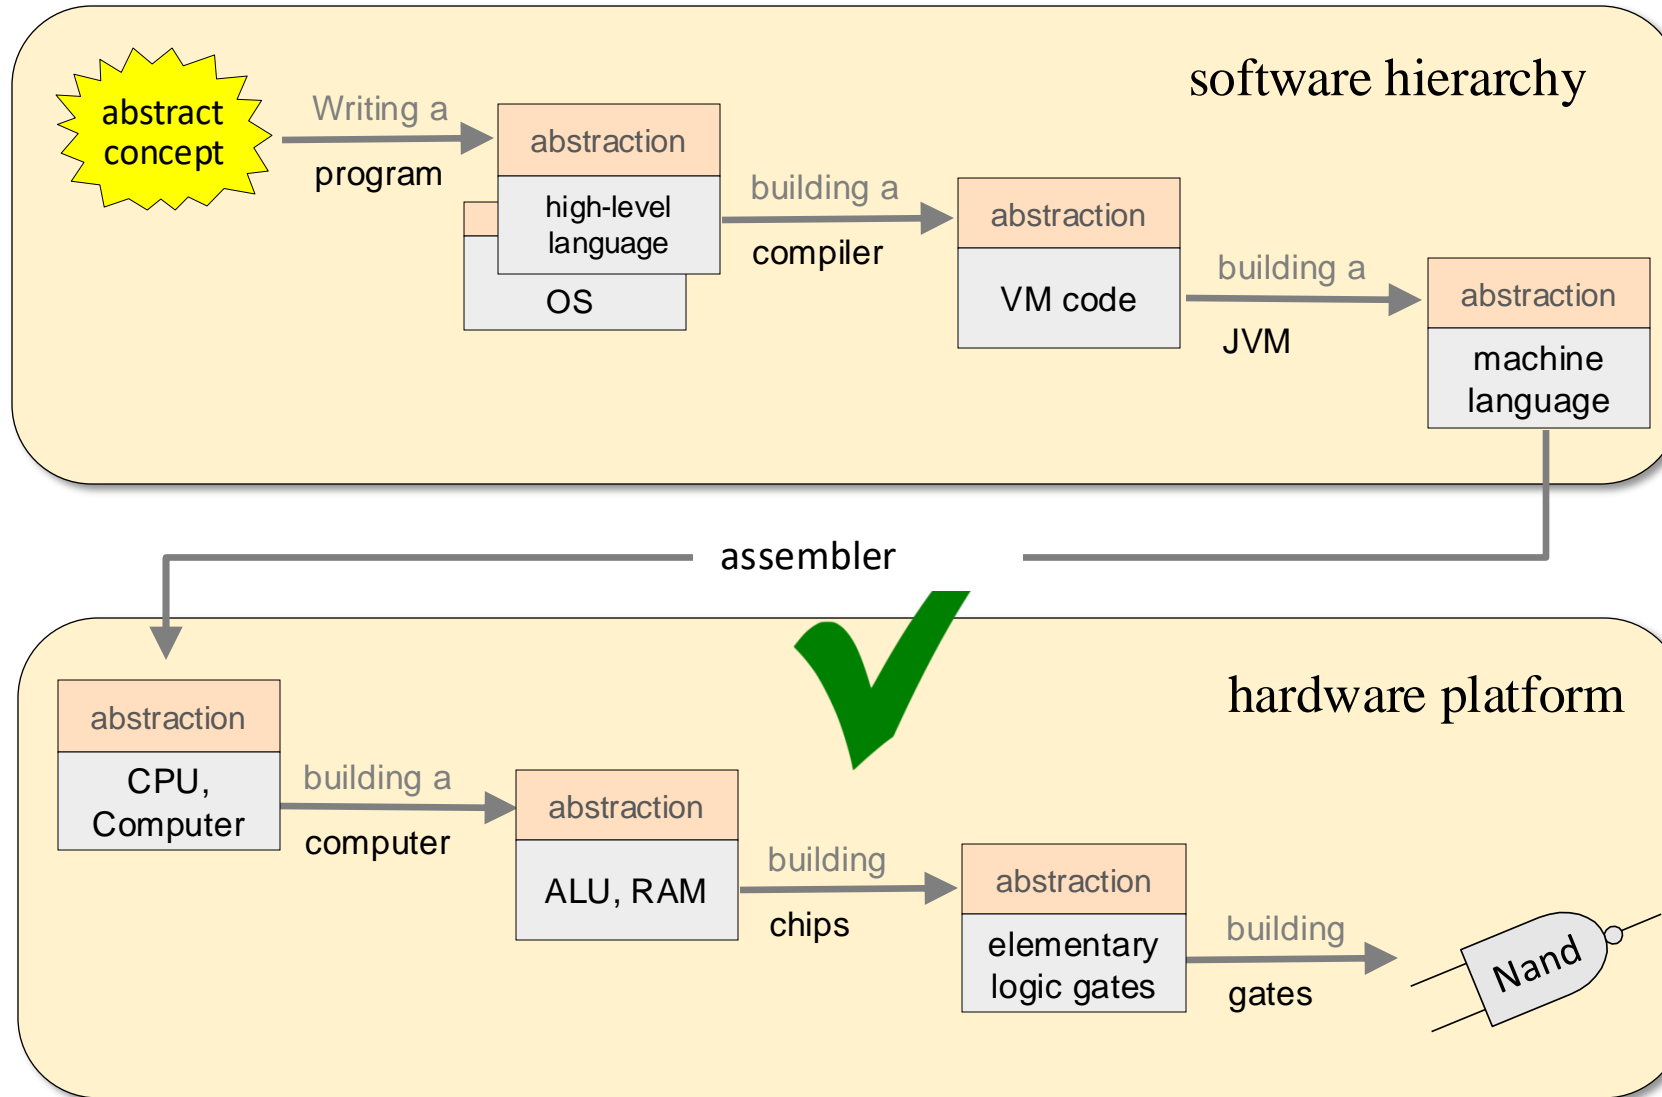 software hierarchy
abstract
concept
Writing a
program
abstraction
high-level
language
OS
building a
compiler
abstraction
VM code
building a
JVM
abstraction
machine
language
assembler
hardware platform
abstraction
CPU,
Computer
building a
computer
abstraction
ALU, RAM
building
chips
abstraction
elementary
logic gates
building
gates
Nand